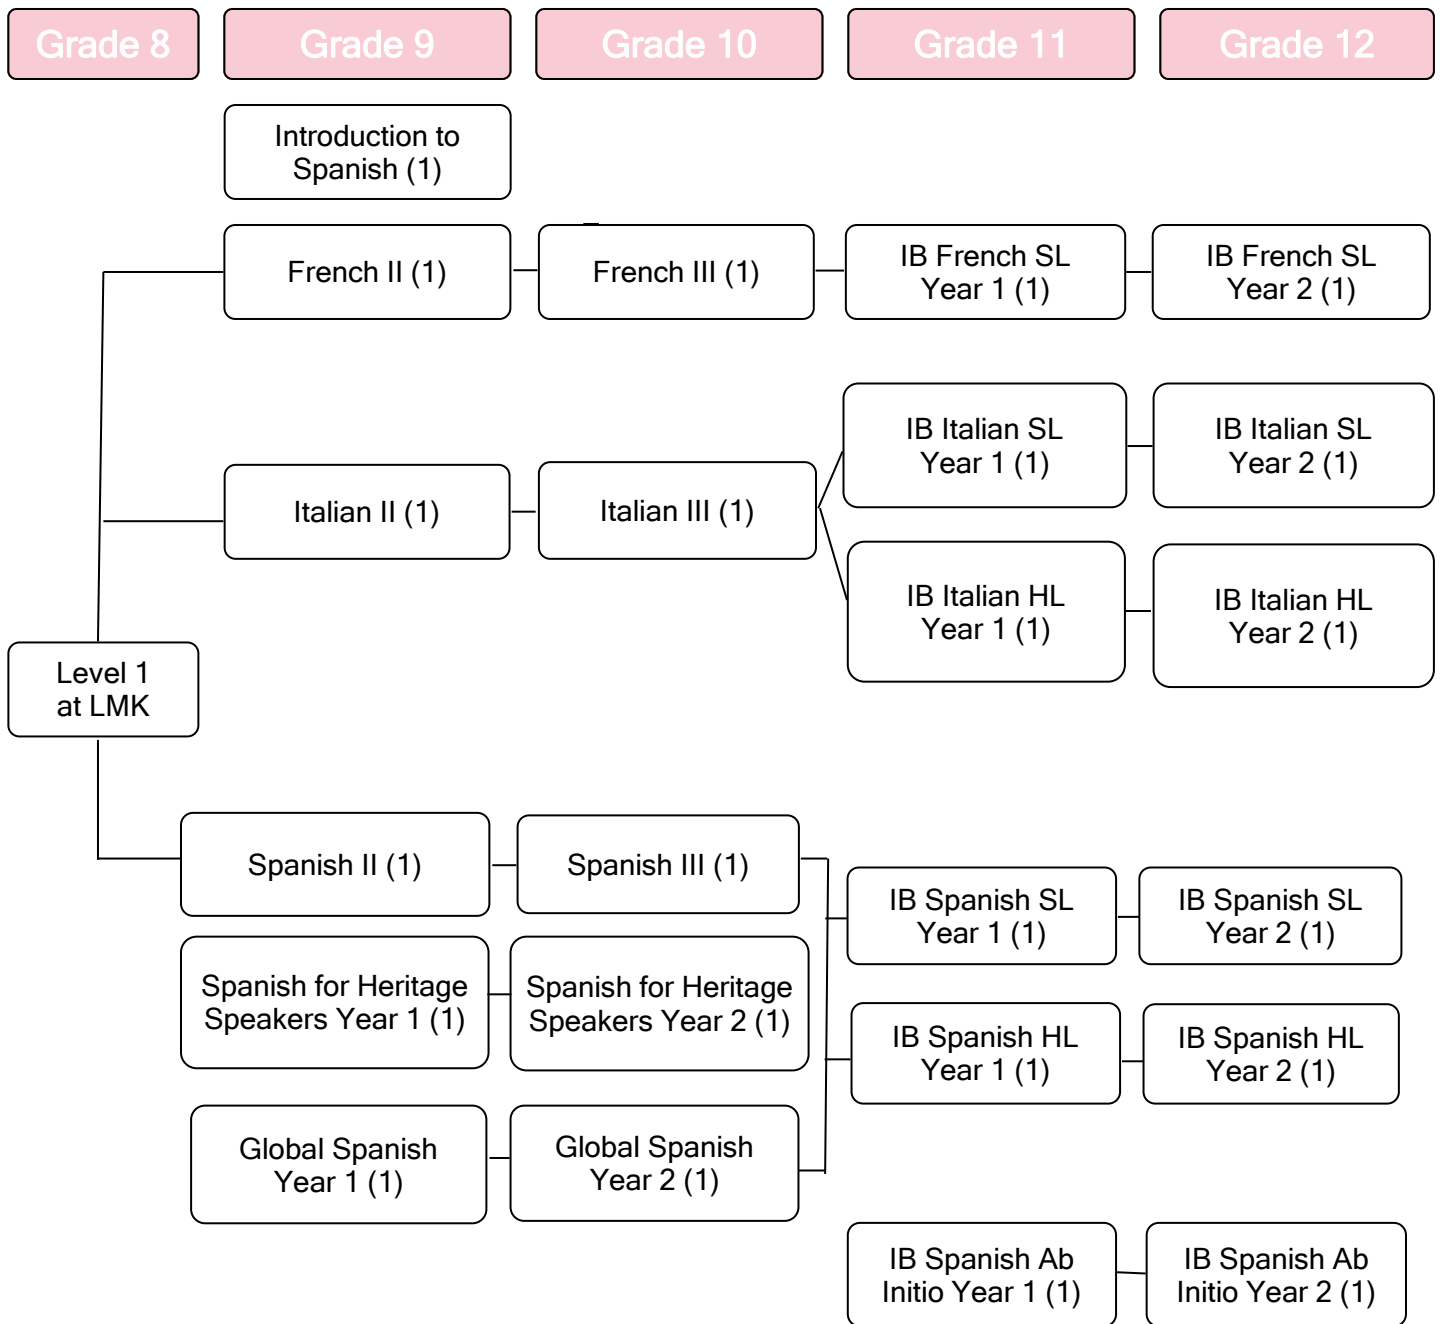 Grade 8
Grade 9
Grade 10
Grade 11
Grade 12
Introduction to
Spanish (1)
French II (1)
French III (1)
IB French SL
Year 1 (1)
IB French SL
Year 2 (1)
IB Italian SL
Year 1 (1)
IB Italian SL
Year 2 (1)
Italian II (1)
Italian III (1)
IB Italian HL
Year 1 (1)
IB Italian HL
Year 2 (1)
Level 1
at LMK
Spanish II (1)
Spanish III (1)
IB Spanish SL
Year 1 (1)
IB Spanish SL
Year 2 (1)
Spanish for Heritage
Speakers Year 1 (1)
Spanish for Heritage
Speakers Year 2 (1)
IB Spanish HL
Year 1 (1)
IB Spanish HL
Year 2 (1)
Global Spanish
Year 1 (1)
Global Spanish
Year 2 (1)
IB Spanish Ab
Initio Year 1 (1)
IB Spanish Ab
Initio Year 2 (1)